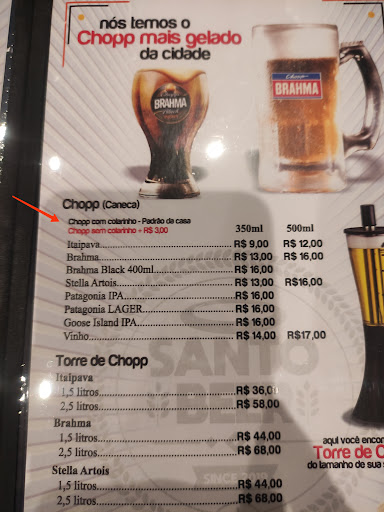 nós temos o
Chopp mais gelado
da cidade
BRAHMA
Chopp
BRAHMA
Chopp (Caneca)
Chopp com colarinho - Padrão da casa
Chopp sem colarinho + R$ 3,00
350ml 500ml
Itaipava R$ 9,00 R$ 12,00
Brahma R$ 13,00 R$ 16,00
Brahma Black 400ml R$ 16,00
Stella Artois R$ 13,00 R$16,00
Patagonia IPA R$ 16,00
Patagonia LAGER R$ 16,00
Goose Island IPA R$ 16,00
Vinho R$ 14,00 R$17,00
SANTO
BEER
SINCE 2018
Torre de Chopp
Itaipava
1,5 litros R$ 36,00
2,5 litros R$ 58,00
Brahma
1,5 litros R$ 44,00
2,5 litros R$ 68,00
Stella Artois
1,5 litros R$ 44,00
2,5 litros R$ 68,00
aqui você encon
Torre de C
do tamanho de sua s